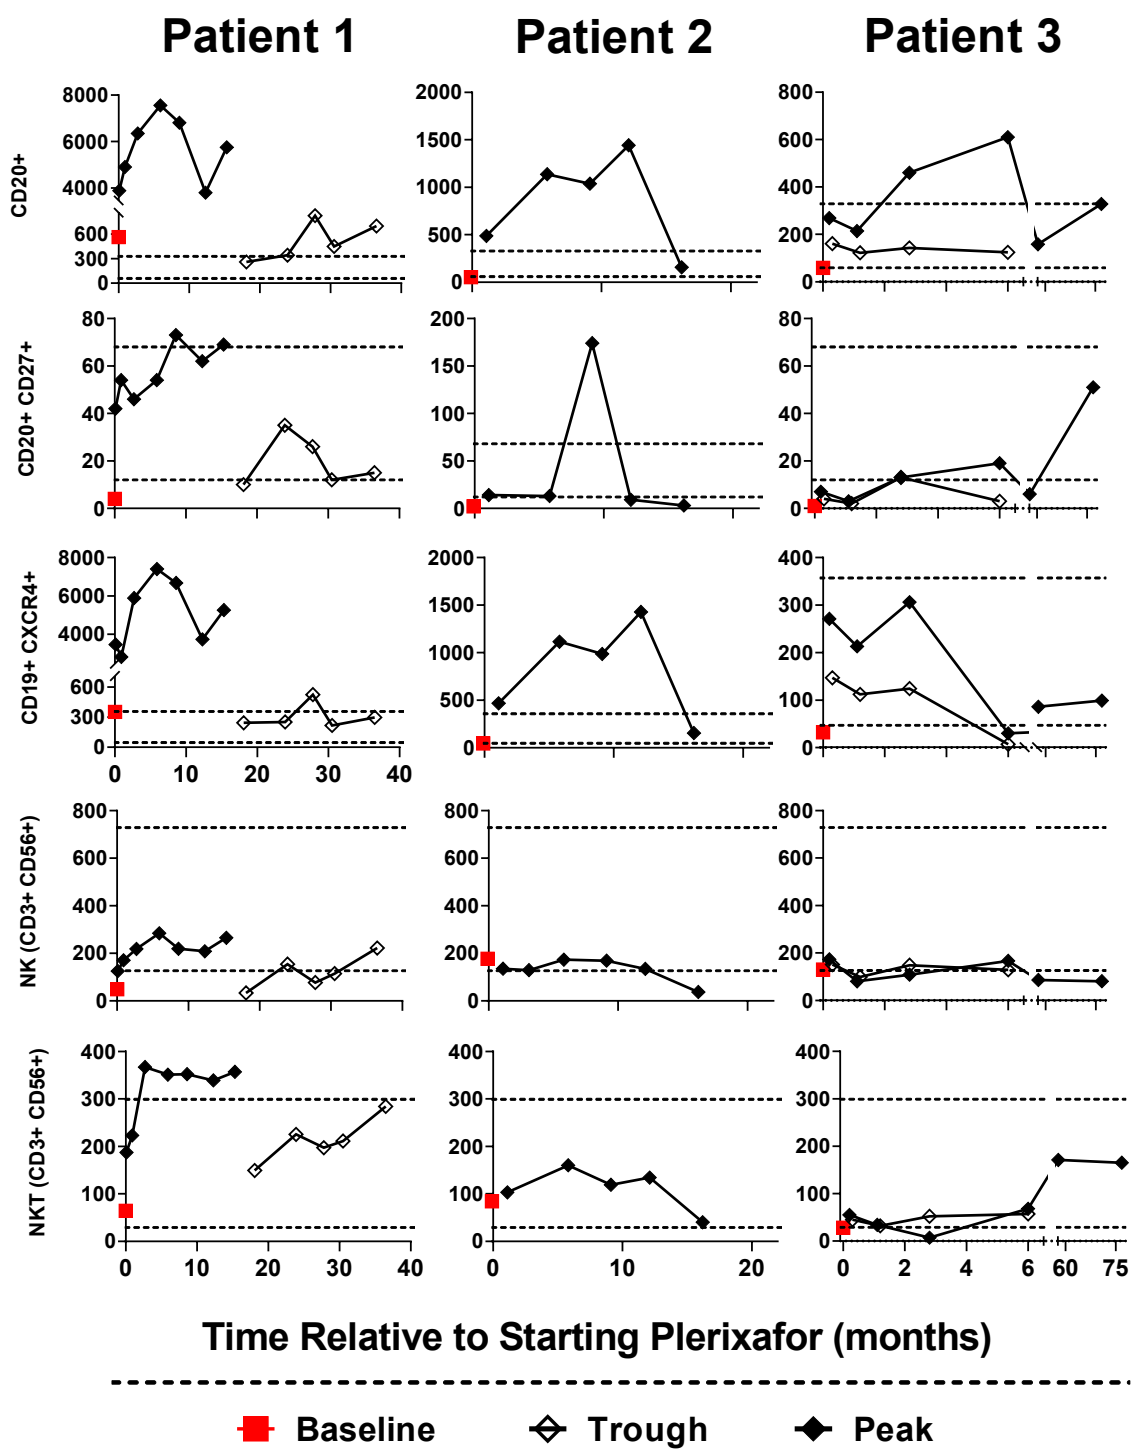 Patient 1 Patient 2 Patient 3
CD20+
8000 6000 4000 600 300 0
2000 1500 1000 500 0
800 600 400 200 0
CD20+ CD27+
80 60 40 20 0
200 150 100 50 0
80 60 40 20 0
CD19+ CXCR4+
8000 6000 4000 600 300 0
0 10 20 30 40
2000 1500 1000 500 0
400 300 200 100 0
NK (CD3+ CD56+)
800 600 400 200 0
800 600 400 200 0
800 600 400 200 0
NKT (CD3+ CD56+)
400 300 200 100 0
400 300 200 100 0
400 300 200 100 0
0 10 20 30 40
0 10 20
0 2 4 6 60 75
Time Relative to Starting Plerixafor (months)
Baseline Trough Peak